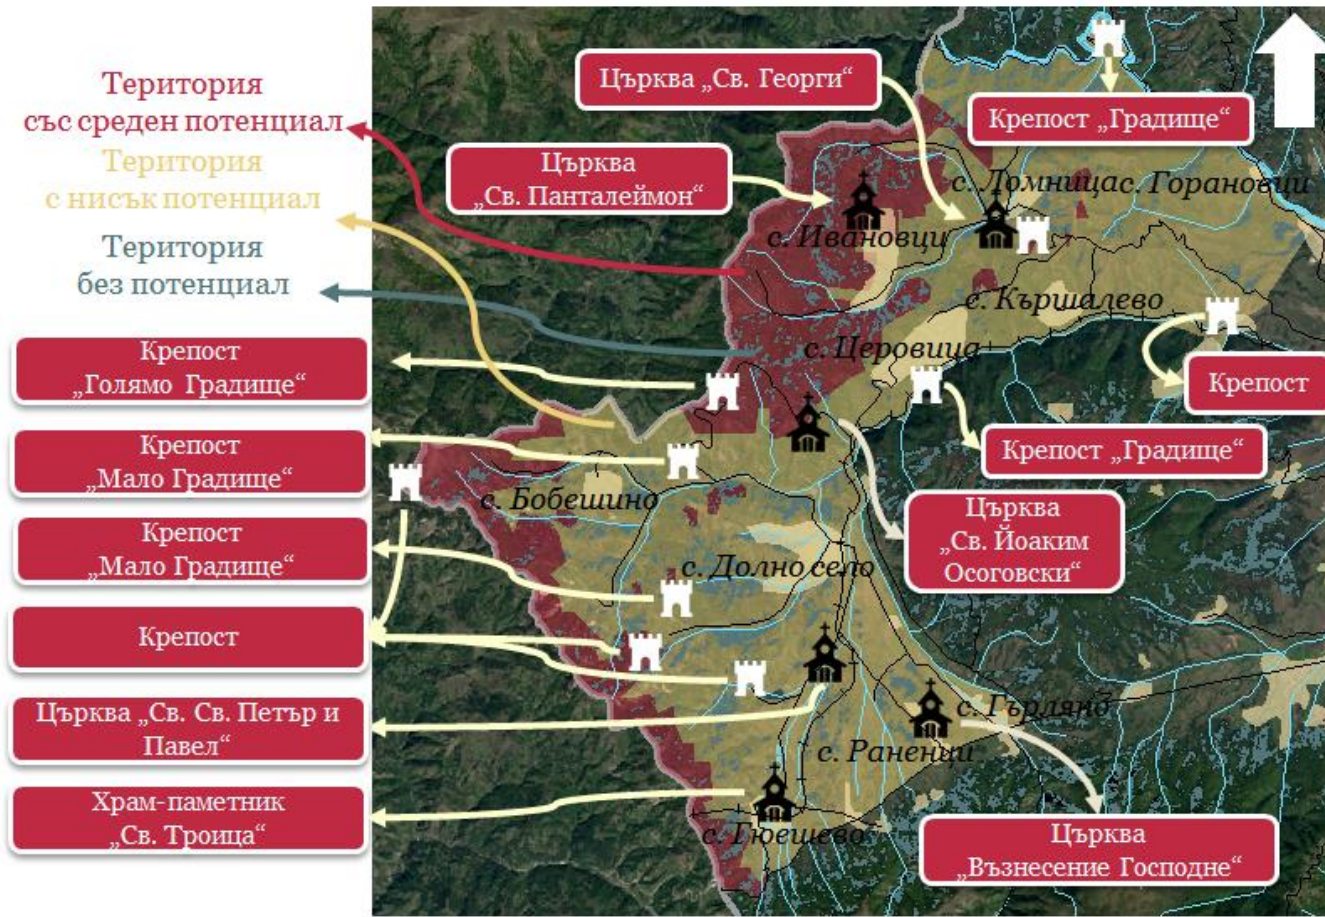 Територия
със среден потенциал
Територия
с нисък потенциал
Територия
без потенциал
Крепост
„Голямо Градище“
Крепост
„Мало Градище“
Крепост
„Мало Градище“
Крепост
Църква „Св. Св. Петър и
Павел“
Храм-паметник
„Св. Троица“
Църква „Св. Георги“
Крепост „Градище“
Църква
„Св. Панталеймон“
с. Ломница
с. Горановци
с. Ивановци
с. Кършалево
с. Церовица
Крепост
Крепост „Градище“
с. Бобешино
Църква
„Св. Йоаким
Осоговски“
с. Долно село
с. Гърляно
с. Раненци
с. Гюешево
Църква
„Възнесение Господне“